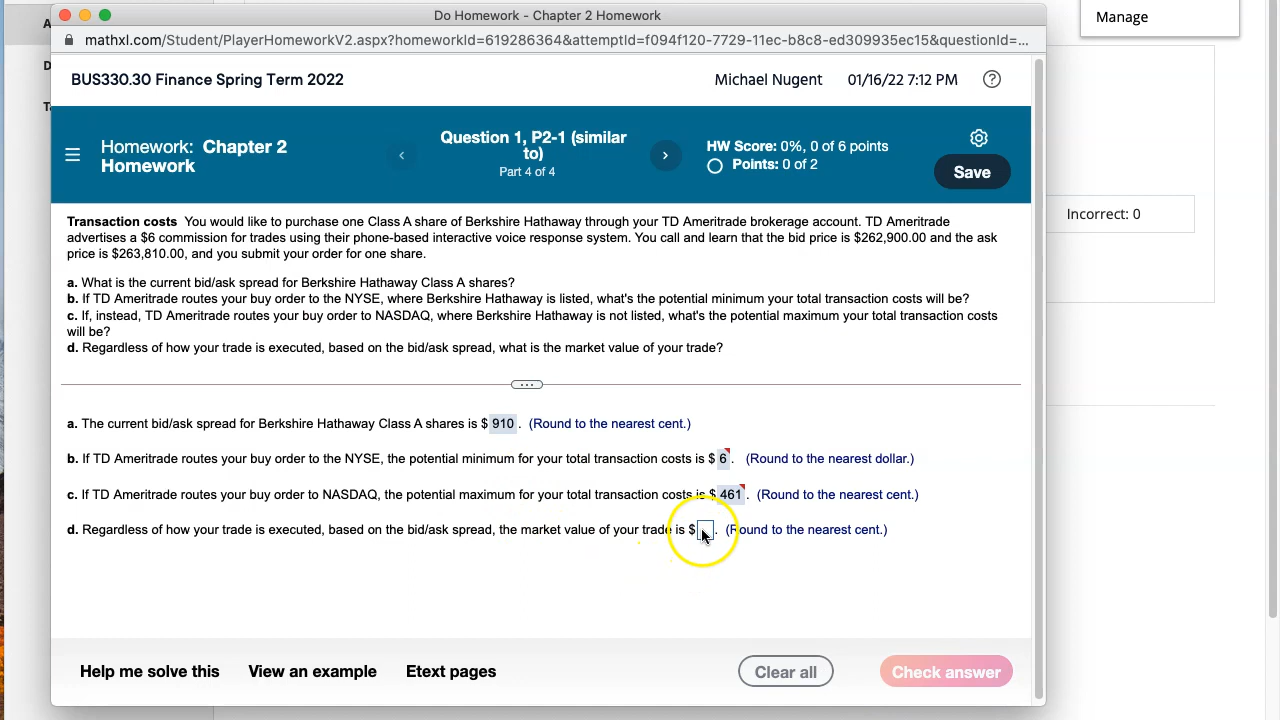 Do Homework - Chapter 2 Homework
Manage
mathxl.com/Student/PlayerHomeworkV2.aspx?homeworkId=619286364&attemptId=f094f120-7729-11ec-b8c8-ed309935ec15&questionId=...
BUS330.30 Finance Spring Term 2022
Michael Nugent
01/16/22 7:12 PM
?
Homework: Chapter 2
Homework
Question 1, P2-1 (similar
to)
Part 4 of 4
HW Score: 0%, 0 of 6 points
Points: 0 of 2
Save
Incorrect: 0
Transaction costs You would like to purchase one Class A share of Berkshire Hathaway through your TD Ameritrade brokerage account. TD Ameritrade
advertises a $6 commission for trades using their phone-based interactive voice response system. You call and learn that the bid price is $262,900.00 and the ask
price is $263,810.00, and you submit your order for one share.
a. What is the current bid/ask spread for Berkshire Hathaway Class A shares?
b. If TD Ameritrade routes your buy order to the NYSE, where Berkshire Hathaway is listed, what's the potential minimum your total transaction costs will be?
c. If, instead, TD Ameritrade routes your buy order to NASDAQ, where Berkshire Hathaway is not listed, what's the potential maximum your total transaction costs
will be?
d. Regardless of how your trade is executed, based on the bid/ask spread, what is the market value of your trade?
a. The current bid/ask spread for Berkshire Hathaway Class A shares is $ 910 . (Round to the nearest cent.)
b. If TD Ameritrade routes your buy order to the NYSE, the potential minimum for your total transaction costs is $ 6 . (Round to the nearest dollar.)
c. If TD Ameritrade routes your buy order to NASDAQ, the potential maximum for your total transaction costs is $ 461 . (Round to the nearest cent.)
d. Regardless of how your trade is executed, based on the bid/ask spread, the market value of your trade is $ . (Round to the nearest cent.)
Help me solve this
View an example
Etext pages
Clear all
Check answer